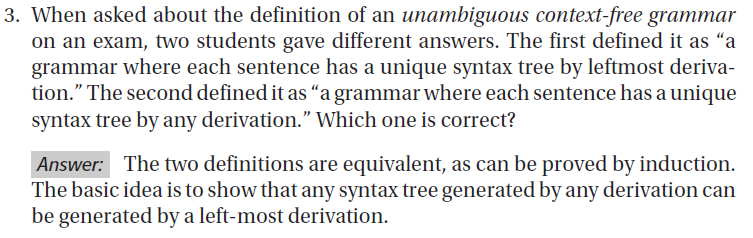 3. When asked about the definition of an unambiguous context-free grammar
on an exam, two students gave different answers. The first defined it as “a
grammar where each sentence has a unique syntax tree by leftmost deriva-
tion.” The second defined it as “a grammar where each sentence has a unique
syntax tree by any derivation.” Which one is correct?
Answer: The two definitions are equivalent, as can be proved by induction.
The basic idea is to show that any syntax tree generated by any derivation can
be generated by a left-most derivation.